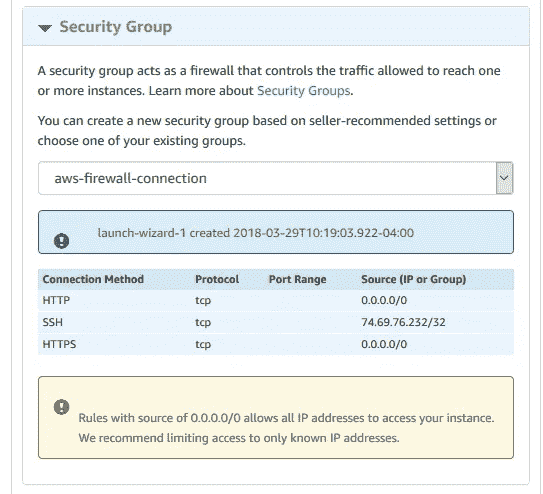 Security Group
A security group acts as a firewall that controls the traffic allowed to reach one
or more instances. Learn more about Security Groups.
You can create a new security group based on seller-recommended settings or
choose one of your existing groups.
aws-firewall-connection
launch-wizard-1 created 2018-03-29T10:19:03.922-04:00
Connection Method Protocol Port Range Source (IP or Group)
HTTP tcp 0.0.0.0/0
SSH tcp 74.69.76.232/32
HTTPS tcp 0.0.0.0/0
Rules with source of 0.0.0.0/0 allows all IP addresses to access your instance.
We recommend limiting access to only known IP addresses.